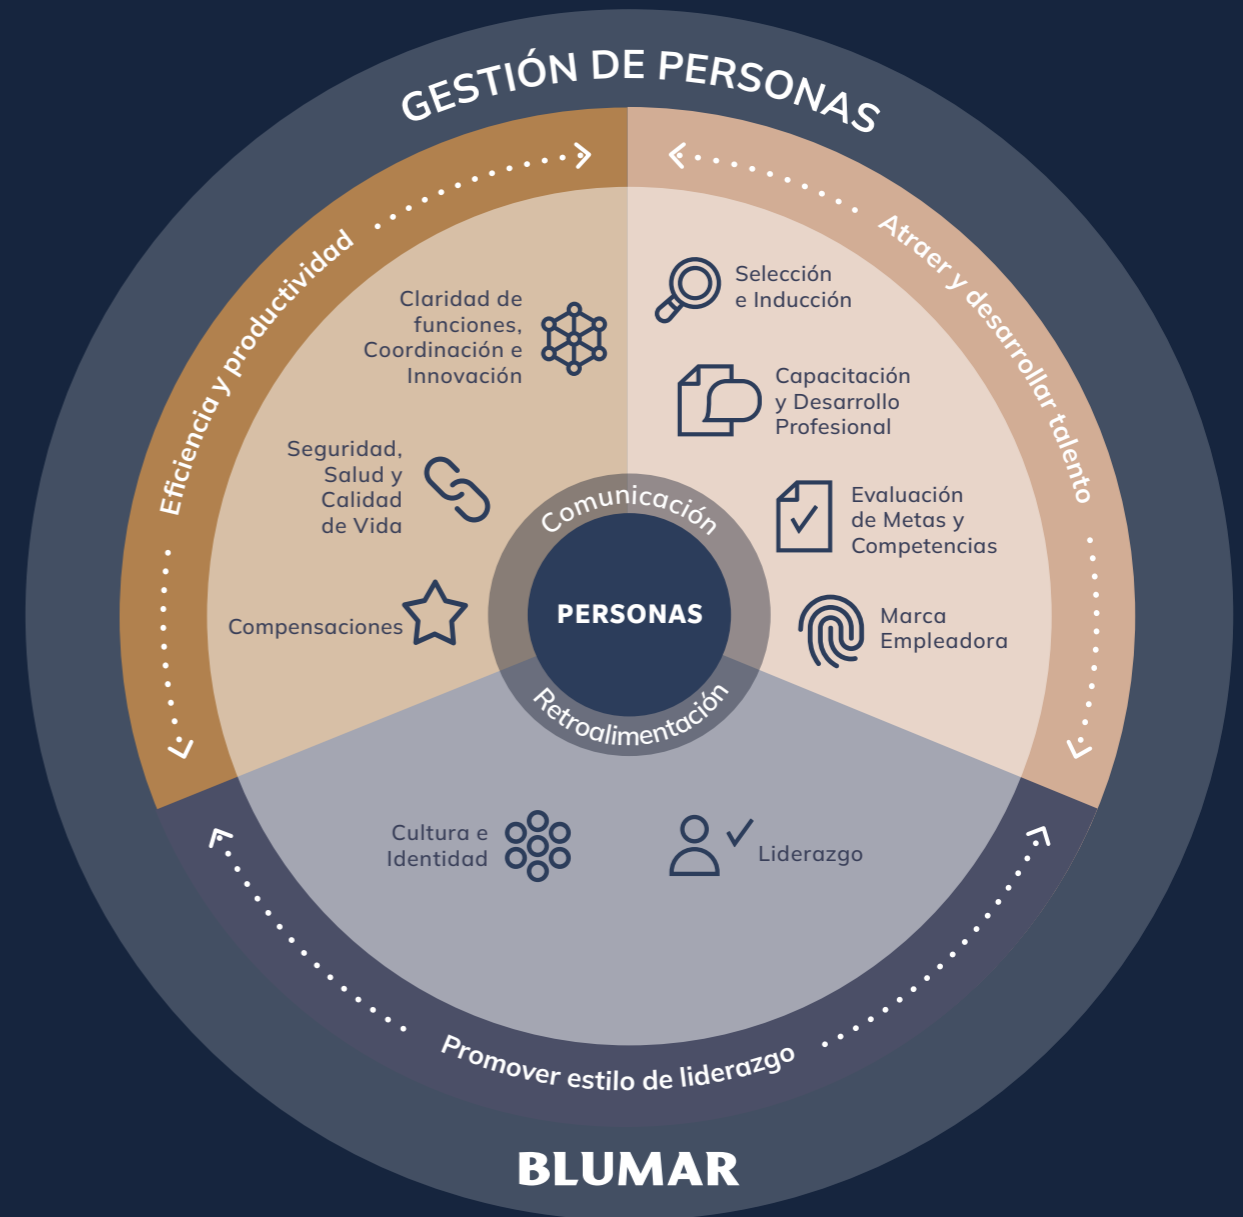 GESTIÓN DE PERSONAS
Eficiencia y productividad
Atraer y desarrollar talento
Claridad de
funciones,
Coordinación e
Innovación
Seguridad,
Salud y
Calidad
de Vida
Compensaciones
Selección
e Inducción
Capacitación
y Desarrollo
Profesional
Evaluación
de Metas y
Competencias
Marca
Empleadora
Comunicación
PERSONAS
Retroalimentación
Cultura e
Identidad
Liderazgo
Promover estilo de liderazgo
BLUMAR